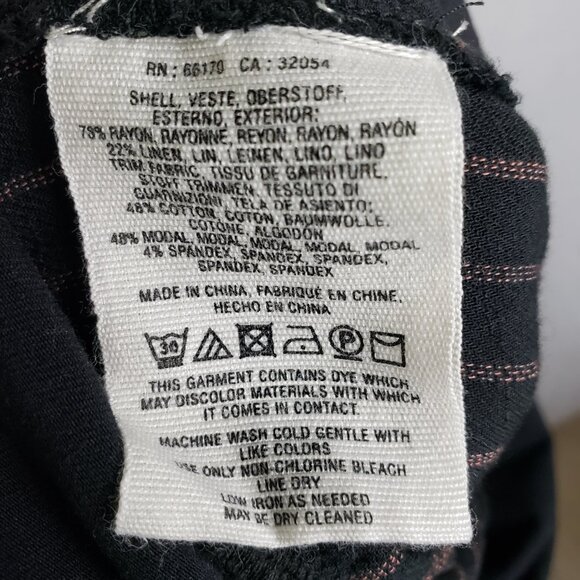 RN : 66170 CA : 32054
SHELL, VESTE, OBERSTOFF,
ESTERNO, EXTERIOR:
78% RAYON, RAYONNE, REYON, RAYON, RAYÓN
22% LINEN, LIN, LEINEN, LINO, LINO
TRIM FABRIC, TISSU DE GARNITURE,
STOFF TRIMMEN, TESSUTO DI
GUARNIZIONI, TELA DE ASIENTO:
48% COTTON, COTON, BAUMWOLLE,
COTONE, ALGODON
48% MODAL, MODAL, MODAL, MODAL, MODAL
4% SPANDEX, SPANDEX, SPANDEX,
SPANDEX, SPANDEX
MADE IN CHINA, FABRIQUÉ EN CHINE,
HECHO EN CHINA
30 P
THIS GARMENT CONTAINS DYE WHICH
MAY DISCOLOR MATERIALS WITH WHICH
IT COMES IN CONTACT.
MACHINE WASH COLD GENTLE WITH
LIKE COLORS
USE ONLY NON-CHLORINE BLEACH
LINE DRY
LOW IRON AS NEEDED
MAY BE DRY CLEANED